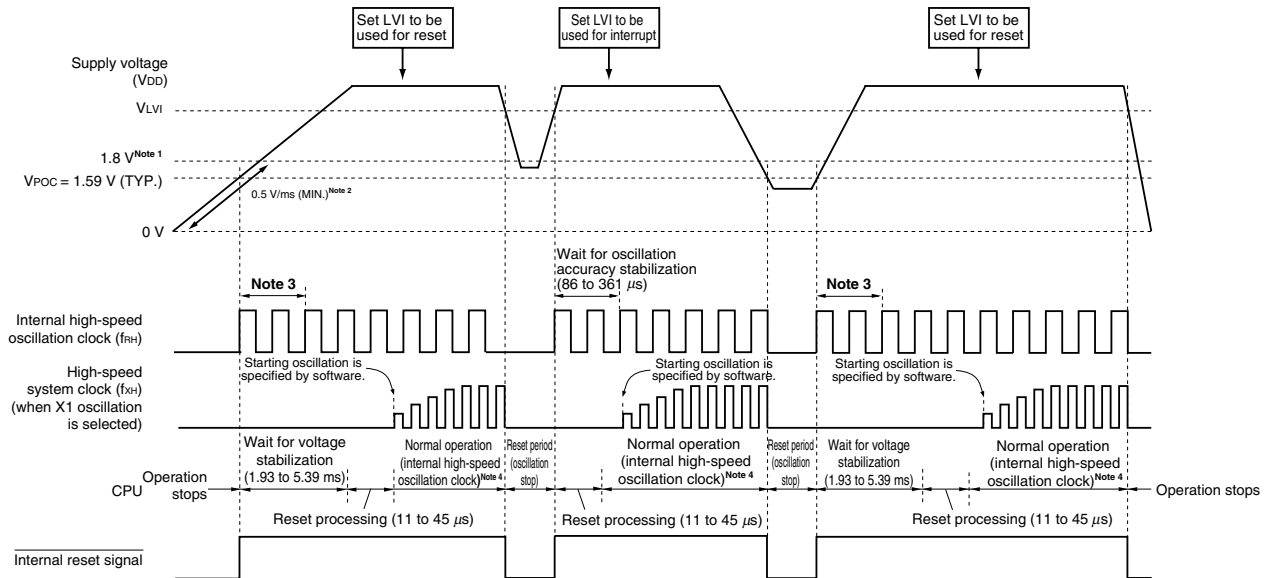 Set LVI to be
used for reset
Set LVI to be
used for interrupt
Set LVI to be
used for reset
Supply voltage
(VDD)
VLVI
1.8 VNote 1
VPOC = 1.59 V (TYP.)
0.5 V/ms (MIN.)Note 2
0 V
Wait for oscillation
accuracy stabilization
(86 to 361 μs)
Note 3
Note 3
Internal high-speed
oscillation clock (fRH)
Starting oscillation is
specified by software.
Starting oscillation is
specified by software.
Starting oscillation is
specified by software.
High-speed
system clock (fXH)
(when X1 oscillation
is selected)
Wait for voltage
stabilization
(1.93 to 5.39 ms)
Normal operation
(internal high-speed
oscillation clock)Note 4
Reset period
(oscillation
stop)
Normal operation
(internal high-speed
oscillation clock)Note 4
Reset period
(oscillation
stop)
Wait for voltage
stabilization
(1.93 to 5.39 ms)
Normal operation
(internal high-speed
oscillation clock)Note 4
CPU
Operation
stops
Operation stops
Reset processing (11 to 45 μs)
Reset processing (11 to 45 μs)
Reset processing (11 to 45 μs)
Internal reset signal